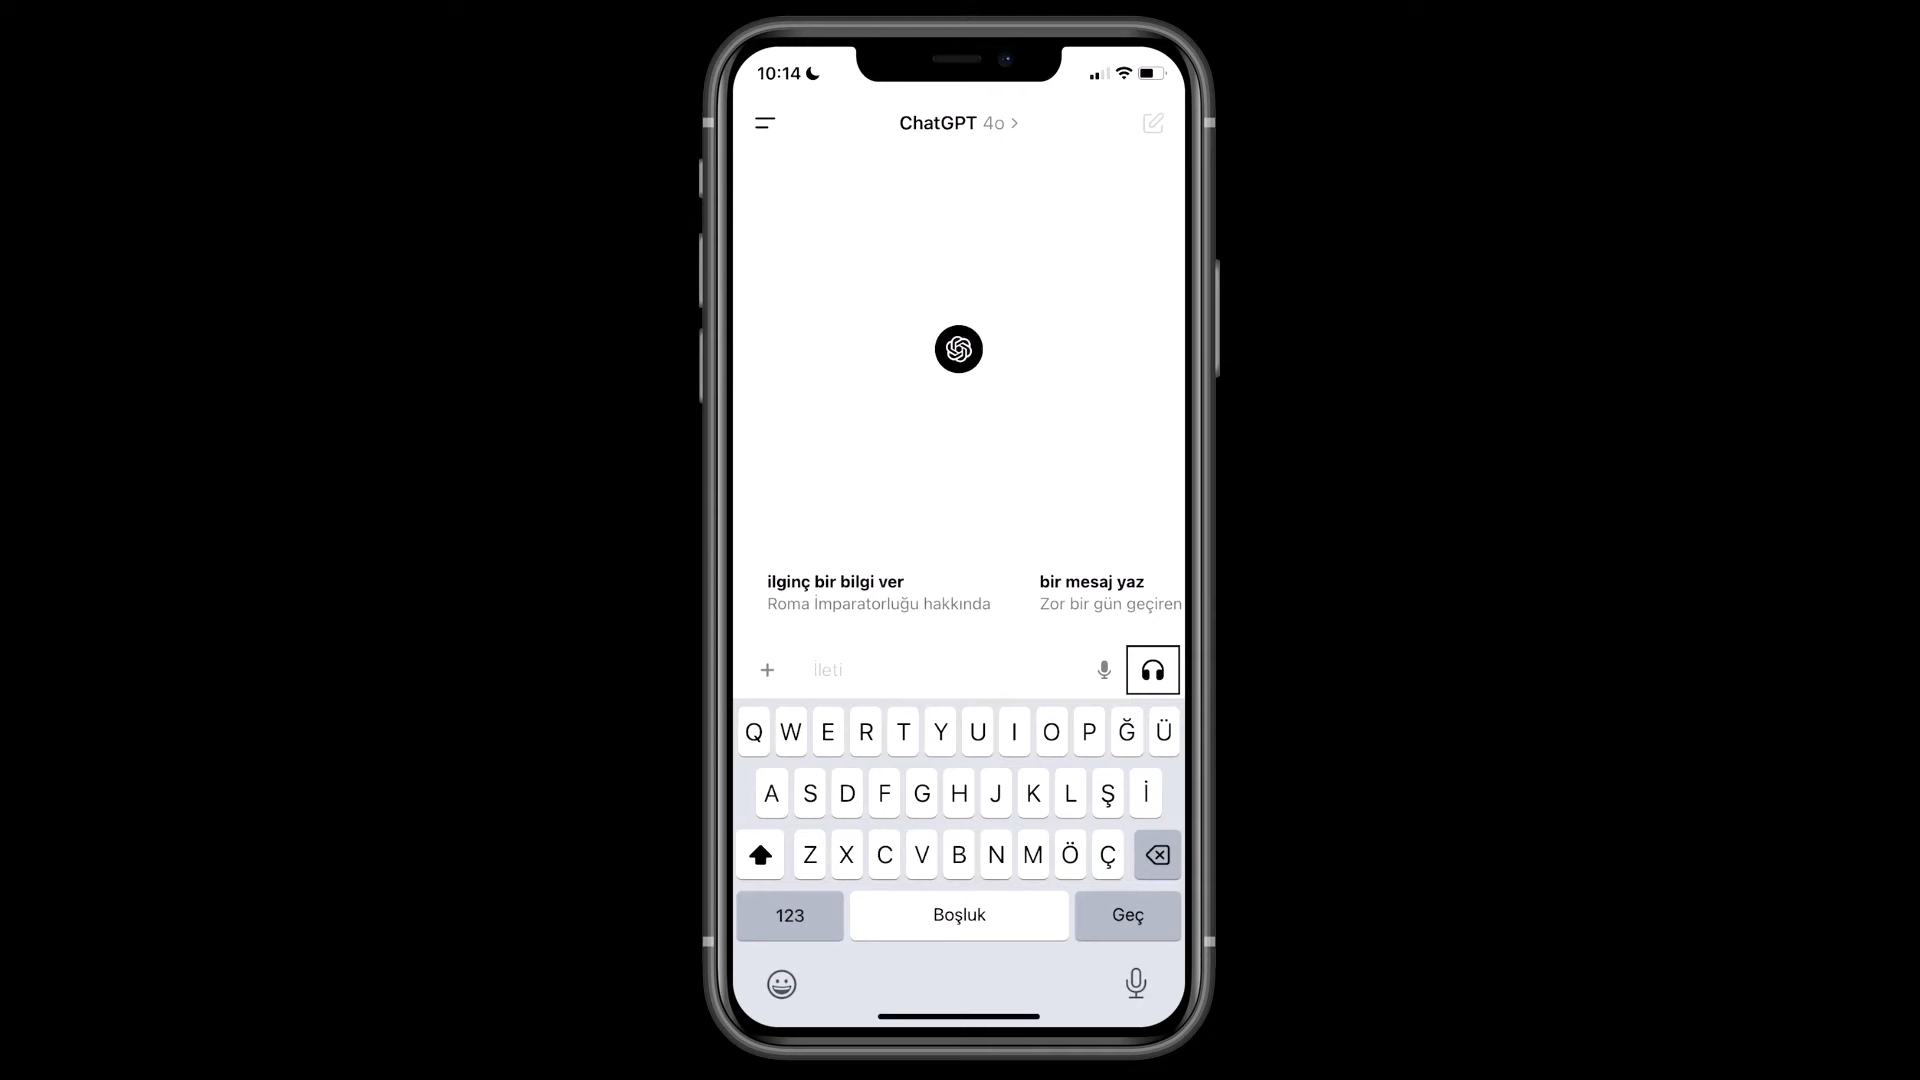 10:14
ChatGPT 4o >
ilginç bir bilgi ver
Roma İmparatorluğu hakkında
bir mesaj yaz
Zor bir gün geçiren
İleti
Q W E R T Y U I O P Ğ Ü
A S D F G H J K L Ş İ
Z X C V B N M Ö Ç
123 Boşluk Geç